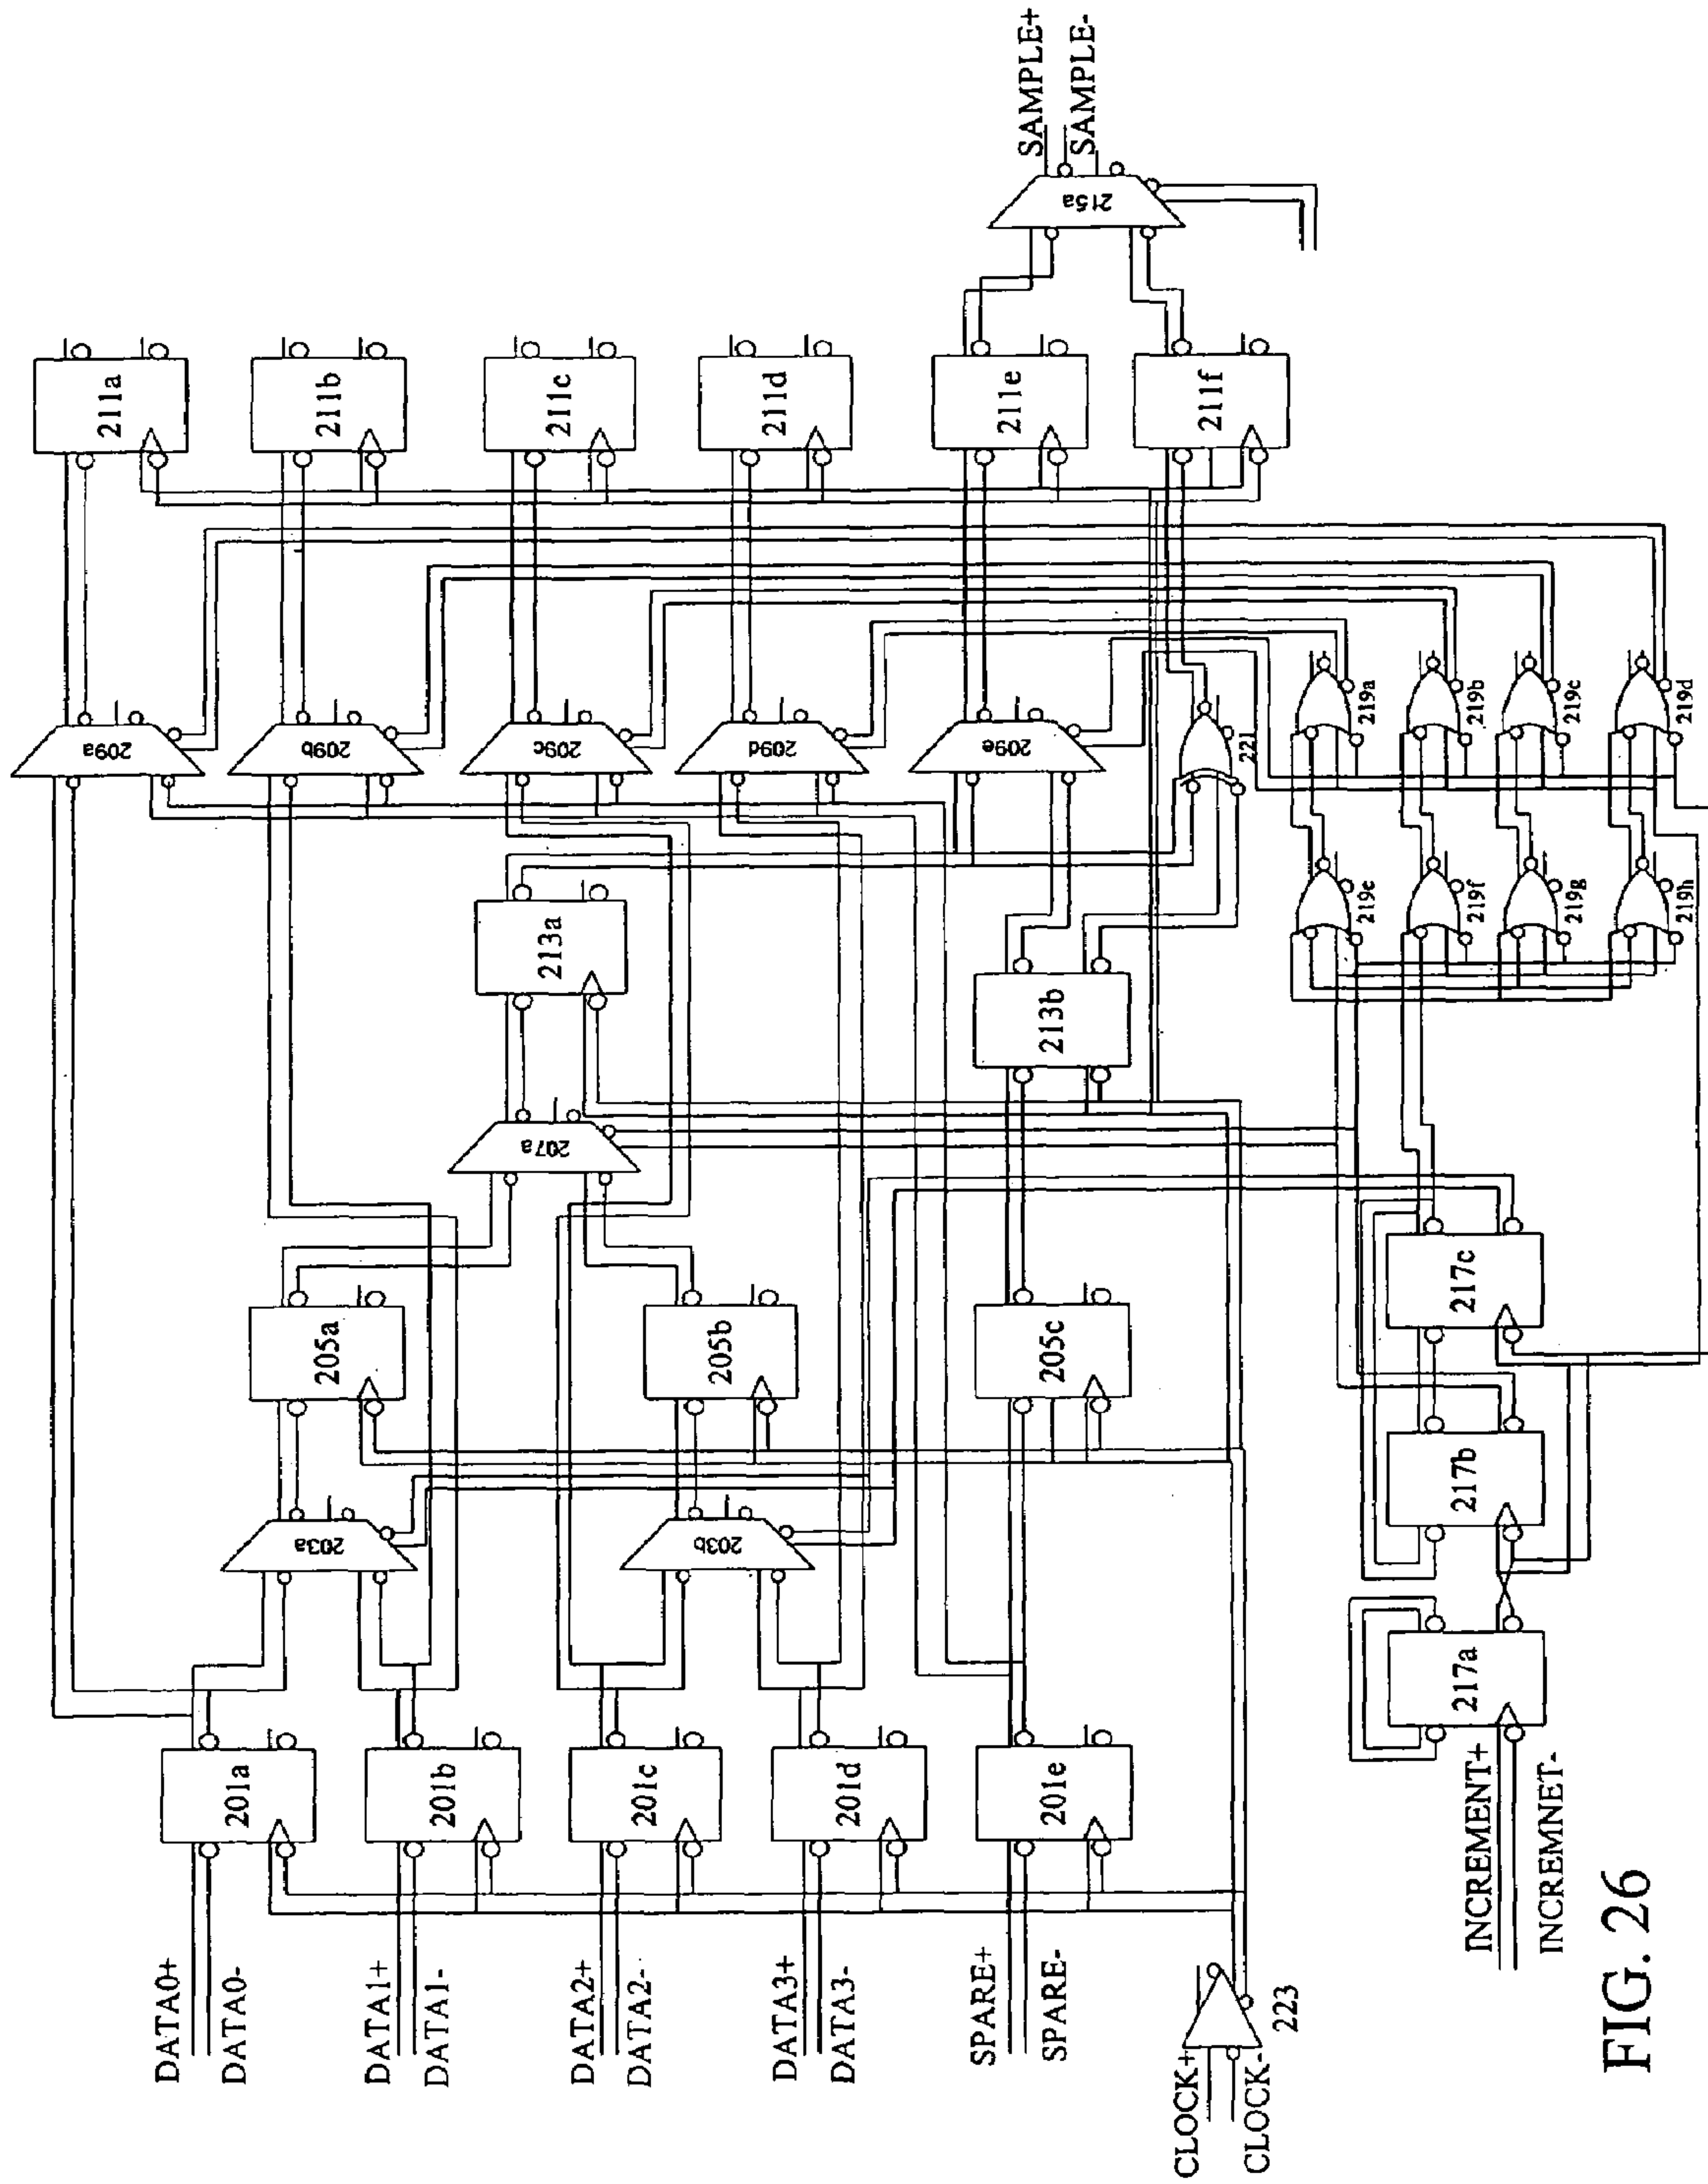 DATA0+
DATA0-
DATA1+
DATA1-
DATA2+
DATA2-
DATA3+
DATA3-
SPARE+
SPARE-
CLOCK+
CLOCK-
223
INCREMENT+
INCREMNET-
201a
201b
201c
201d
201e
217a
203a
203b
217b
205a
205b
205c
217c
207a
213a
213b
219e
219f
219g
219h
209a
209b
209c
209d
209e
221
219a
219b
219c
219d
211a
211b
211c
211d
211e
211f
215a
SAMPLE+
SAMPLE-
FIG. 26